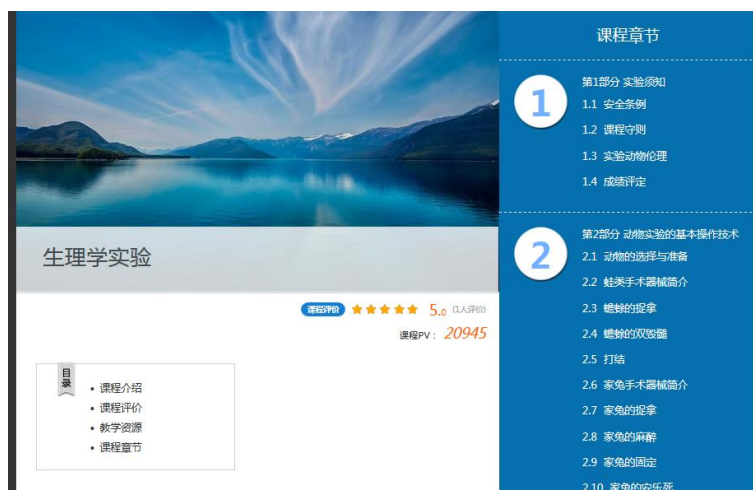 生理学实验
课程评价 5.0 (1人评价)
课程PV： 20945
目录
• 课程介绍
• 课程评价
• 教学资源
• 课程章节
课程章节
1
第1部分 实验须知
1.1 安全条例
1.2 课程守则
1.3 实验动物伦理
1.4 成绩评定
2
第2部分 动物实验的基本操作技术
2.1 动物的选择与准备
2.2 蛙类手术器械简介
2.3 蟾蜍的捉拿
2.4 蟾蜍的双毁髓
2.5 打结
2.6 家兔手术器械简介
2.7 家兔的捉拿
2.8 家兔的麻醉
2.9 家兔的固定
2.10 家兔的安乐死